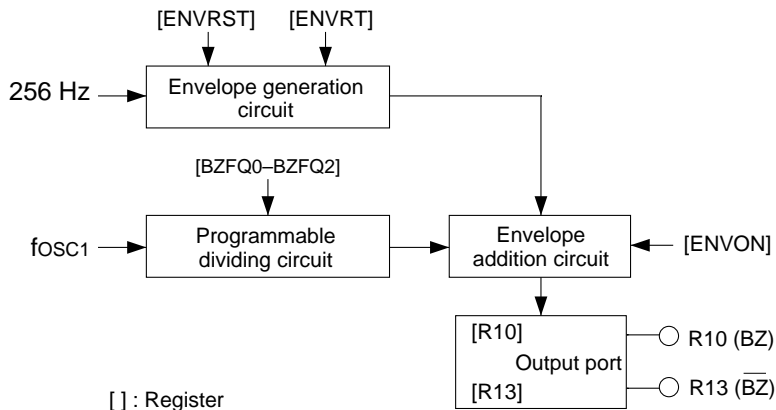 [ENVRST] [ENVRT]
256 Hz
Envelope generation
circuit
[BZFQ0–BZFQ2]
fOSC1
Programmable
dividing circuit
Envelope
addition circuit
[ENVON]
[R10]
Output port
[R13]
R10 (BZ)
R13 (B̅Z̅)
[ ] : Register